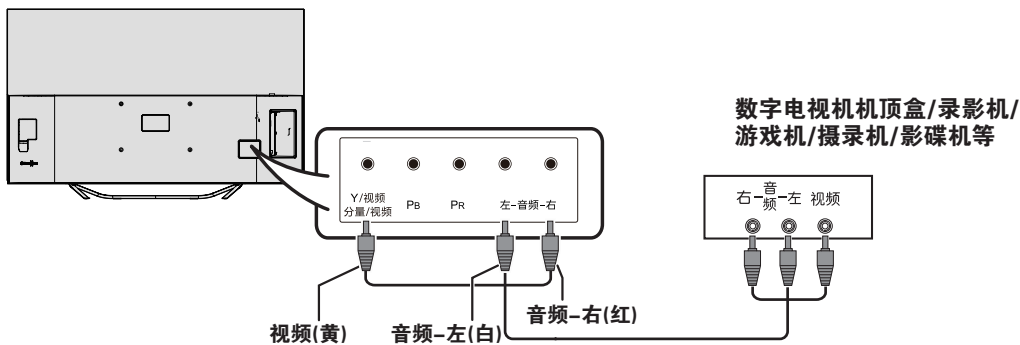 数字电视机机顶盒/录影机/
游戏机/摄录机/影碟机等
Y/视频
分量/视频
PB
PR
左-音频-右
右-音频-左
视频
视频(黄)
音频-左(白)
音频-右(红)